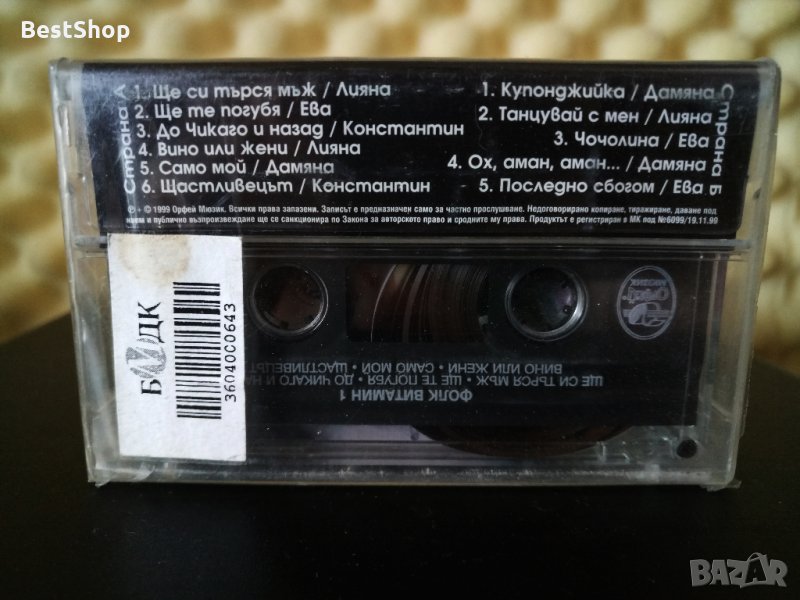 BestShop
Страна А
1. Ще си търся мъж / Лияна
2. Ще те погубя / Ева
3. До Чикаго и назад / Константин
4. Вино или жени / Лияна
5. Само мой / Дамяна
6. Щастливецът / Константин
Страна Б
1. Купонджийка / Дамяна
2. Танцувай с мен / Лияна
3. Чочолина / Ева
4. Ох, аман, аман... / Дамяна
5. Последно сбогом / Ева
℗ + © 1999 Орфей Мюзик. Всички права запазени. Записът е предназначен само за частно прослушване. Недоговорирано копиране, тиражиране, даване под
наем и публично възпроизвеждане ще се санкционира по Закона за авторското право и сродните му права. Продуктът е регистриран в МК под №6099/19.11.99
БМДК
36040C00643
ФОЛК ВИТАМИН 1
ЩЕ СИ ТЪРСЯ МЪЖ • ЩЕ ТЕ ПОГУБЯ • ДО ЧИКАГО И НА
ВИНО ИЛИ ЖЕНИ • САМО МОЙ • ЩАСТЛИВЕЦЪТ
BAZAR